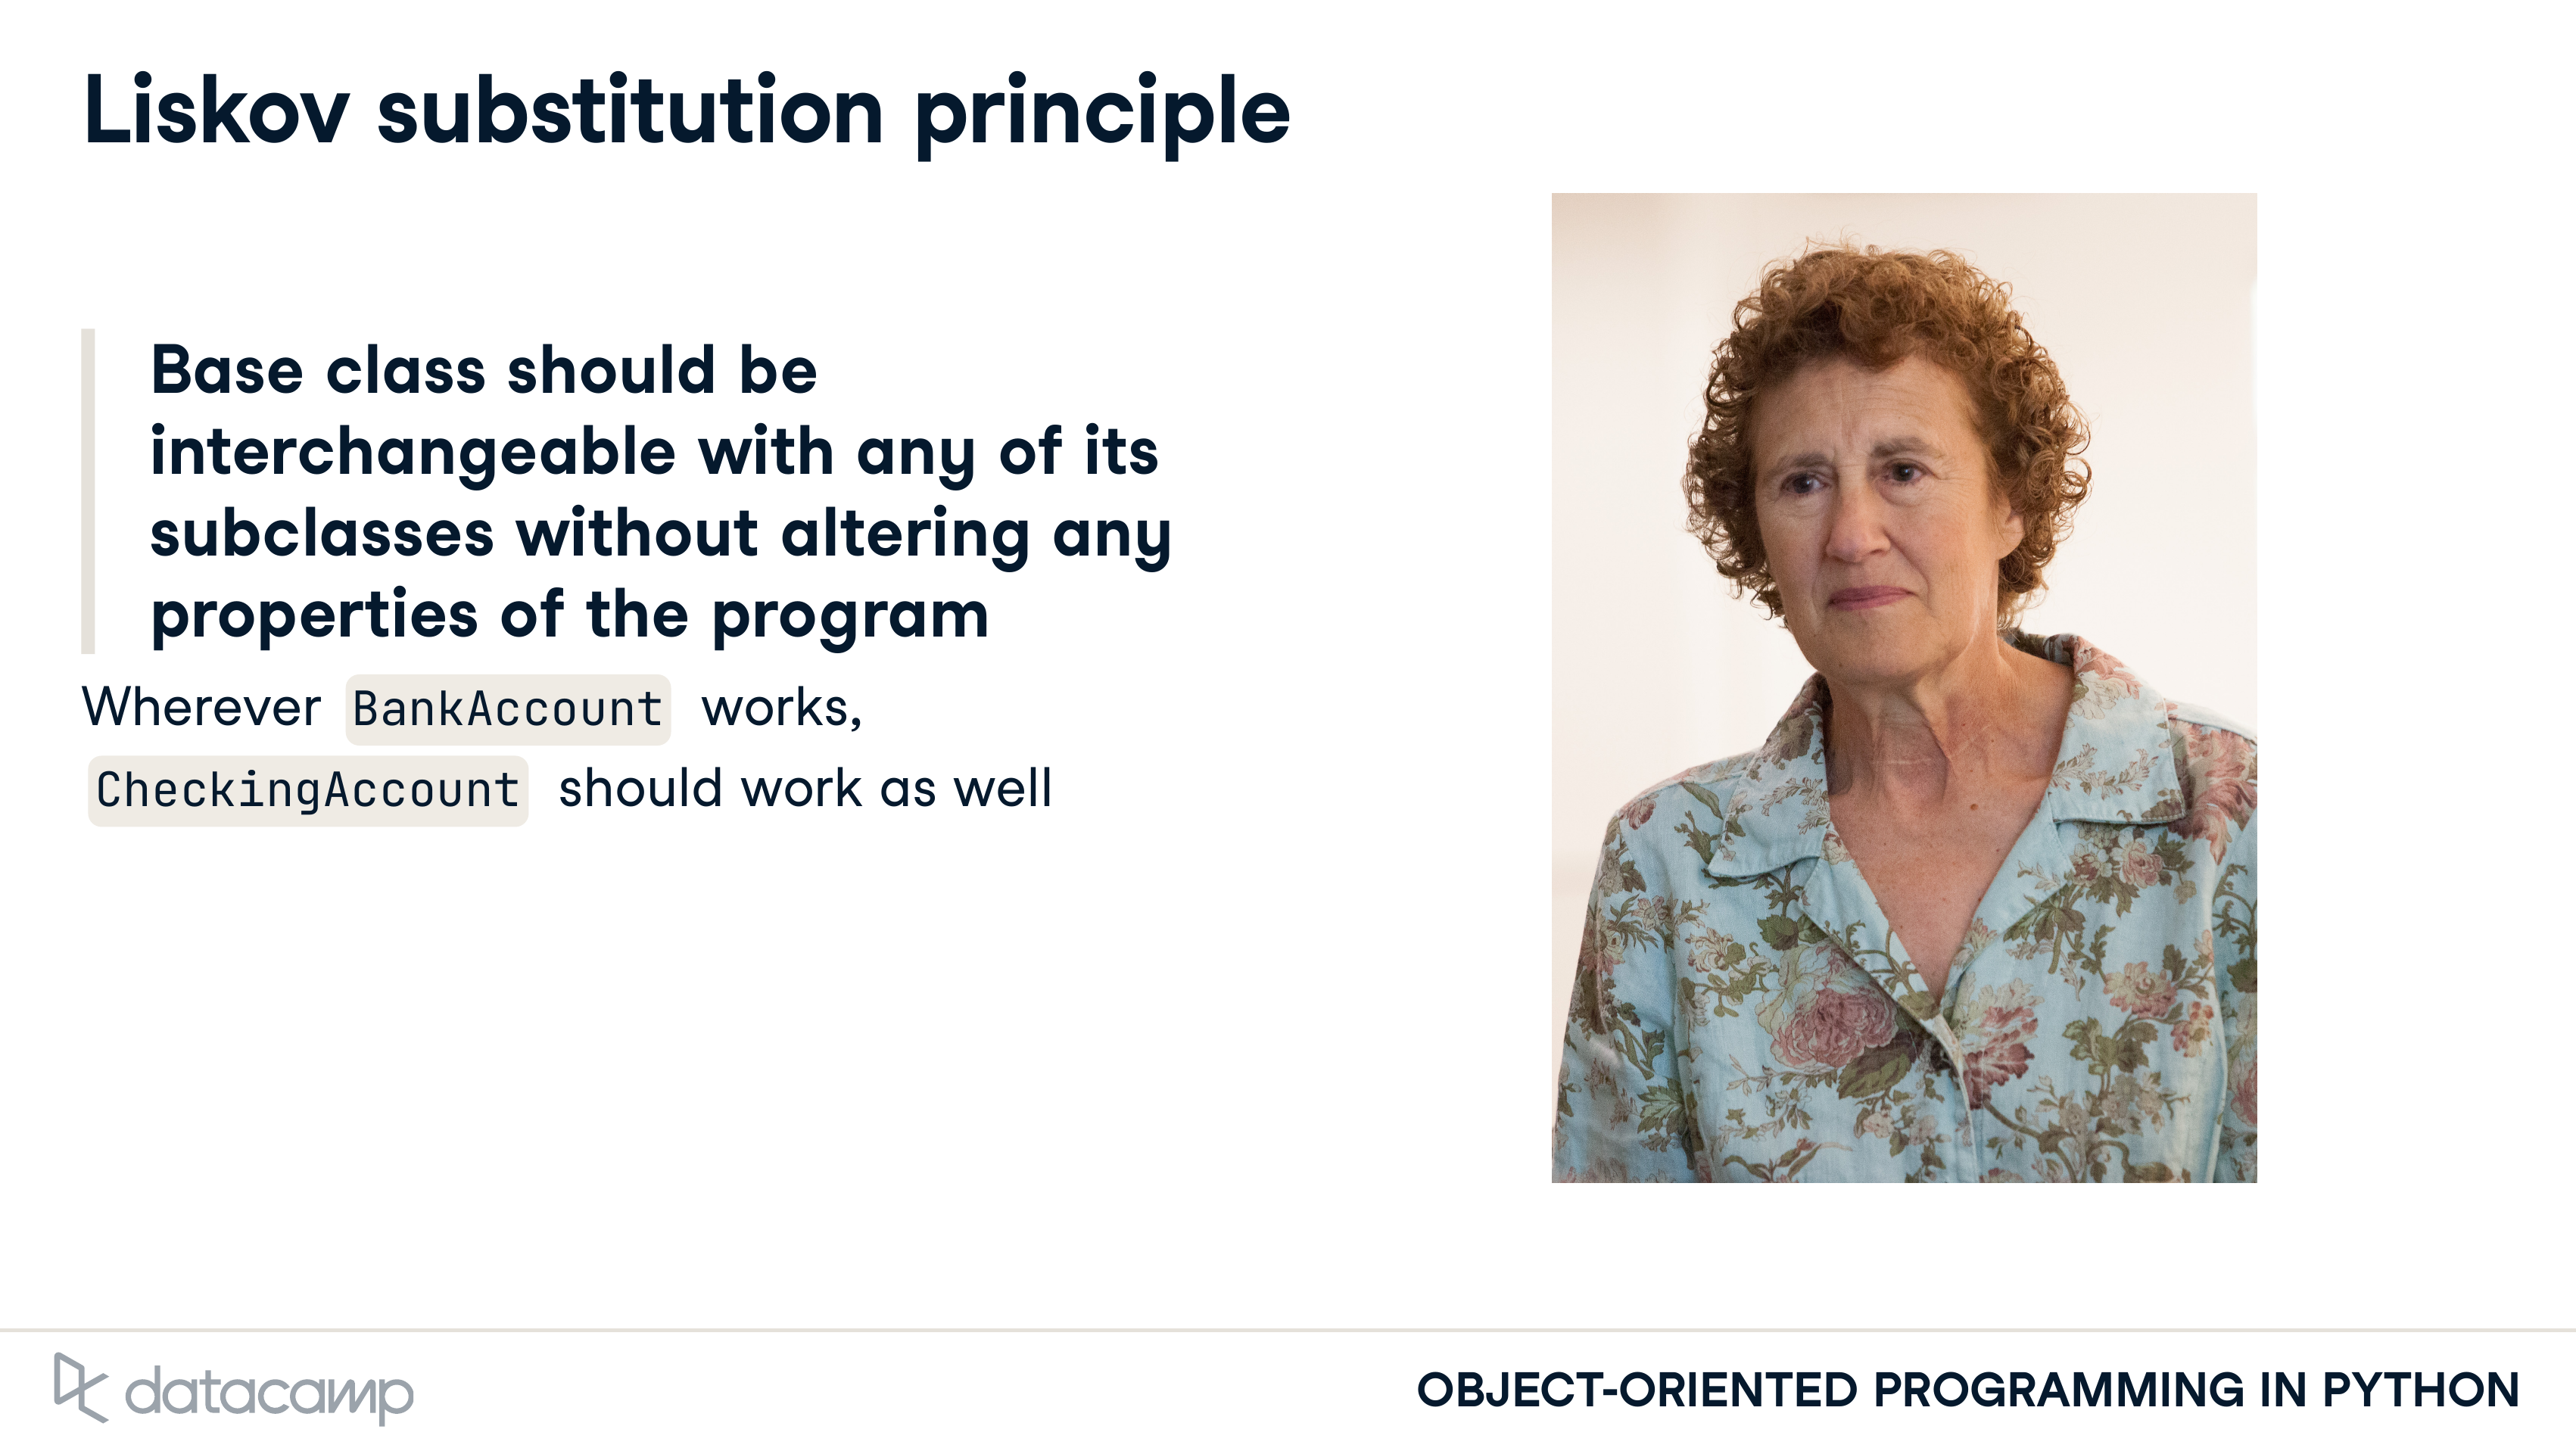 Liskov substitution principle
Base class should be
interchangeable with any of its
subclasses without altering any
properties of the program
Wherever BankAccount works,
CheckingAccount should work as well
datacamp
OBJECT-ORIENTED PROGRAMMING IN PYTHON